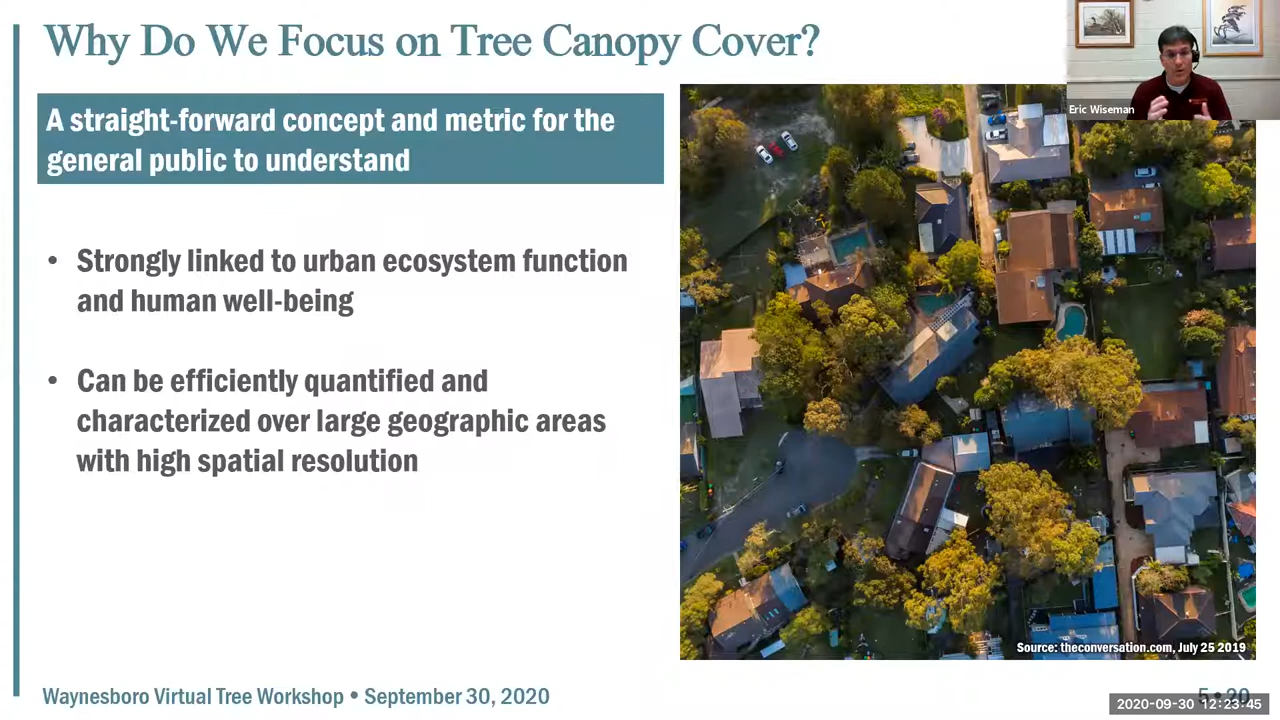 Why Do We Focus on Tree Canopy Cover?
Eric Wiseman
A straight-forward concept and metric for the
general public to understand
• Strongly linked to urban ecosystem function
and human well-being
• Can be efficiently quantified and
characterized over large geographic areas
with high spatial resolution
Source: theconversation.com, July 25 2019
Waynesboro Virtual Tree Workshop • September 30, 2020
5 • 20
2020-09-30 12:23:45